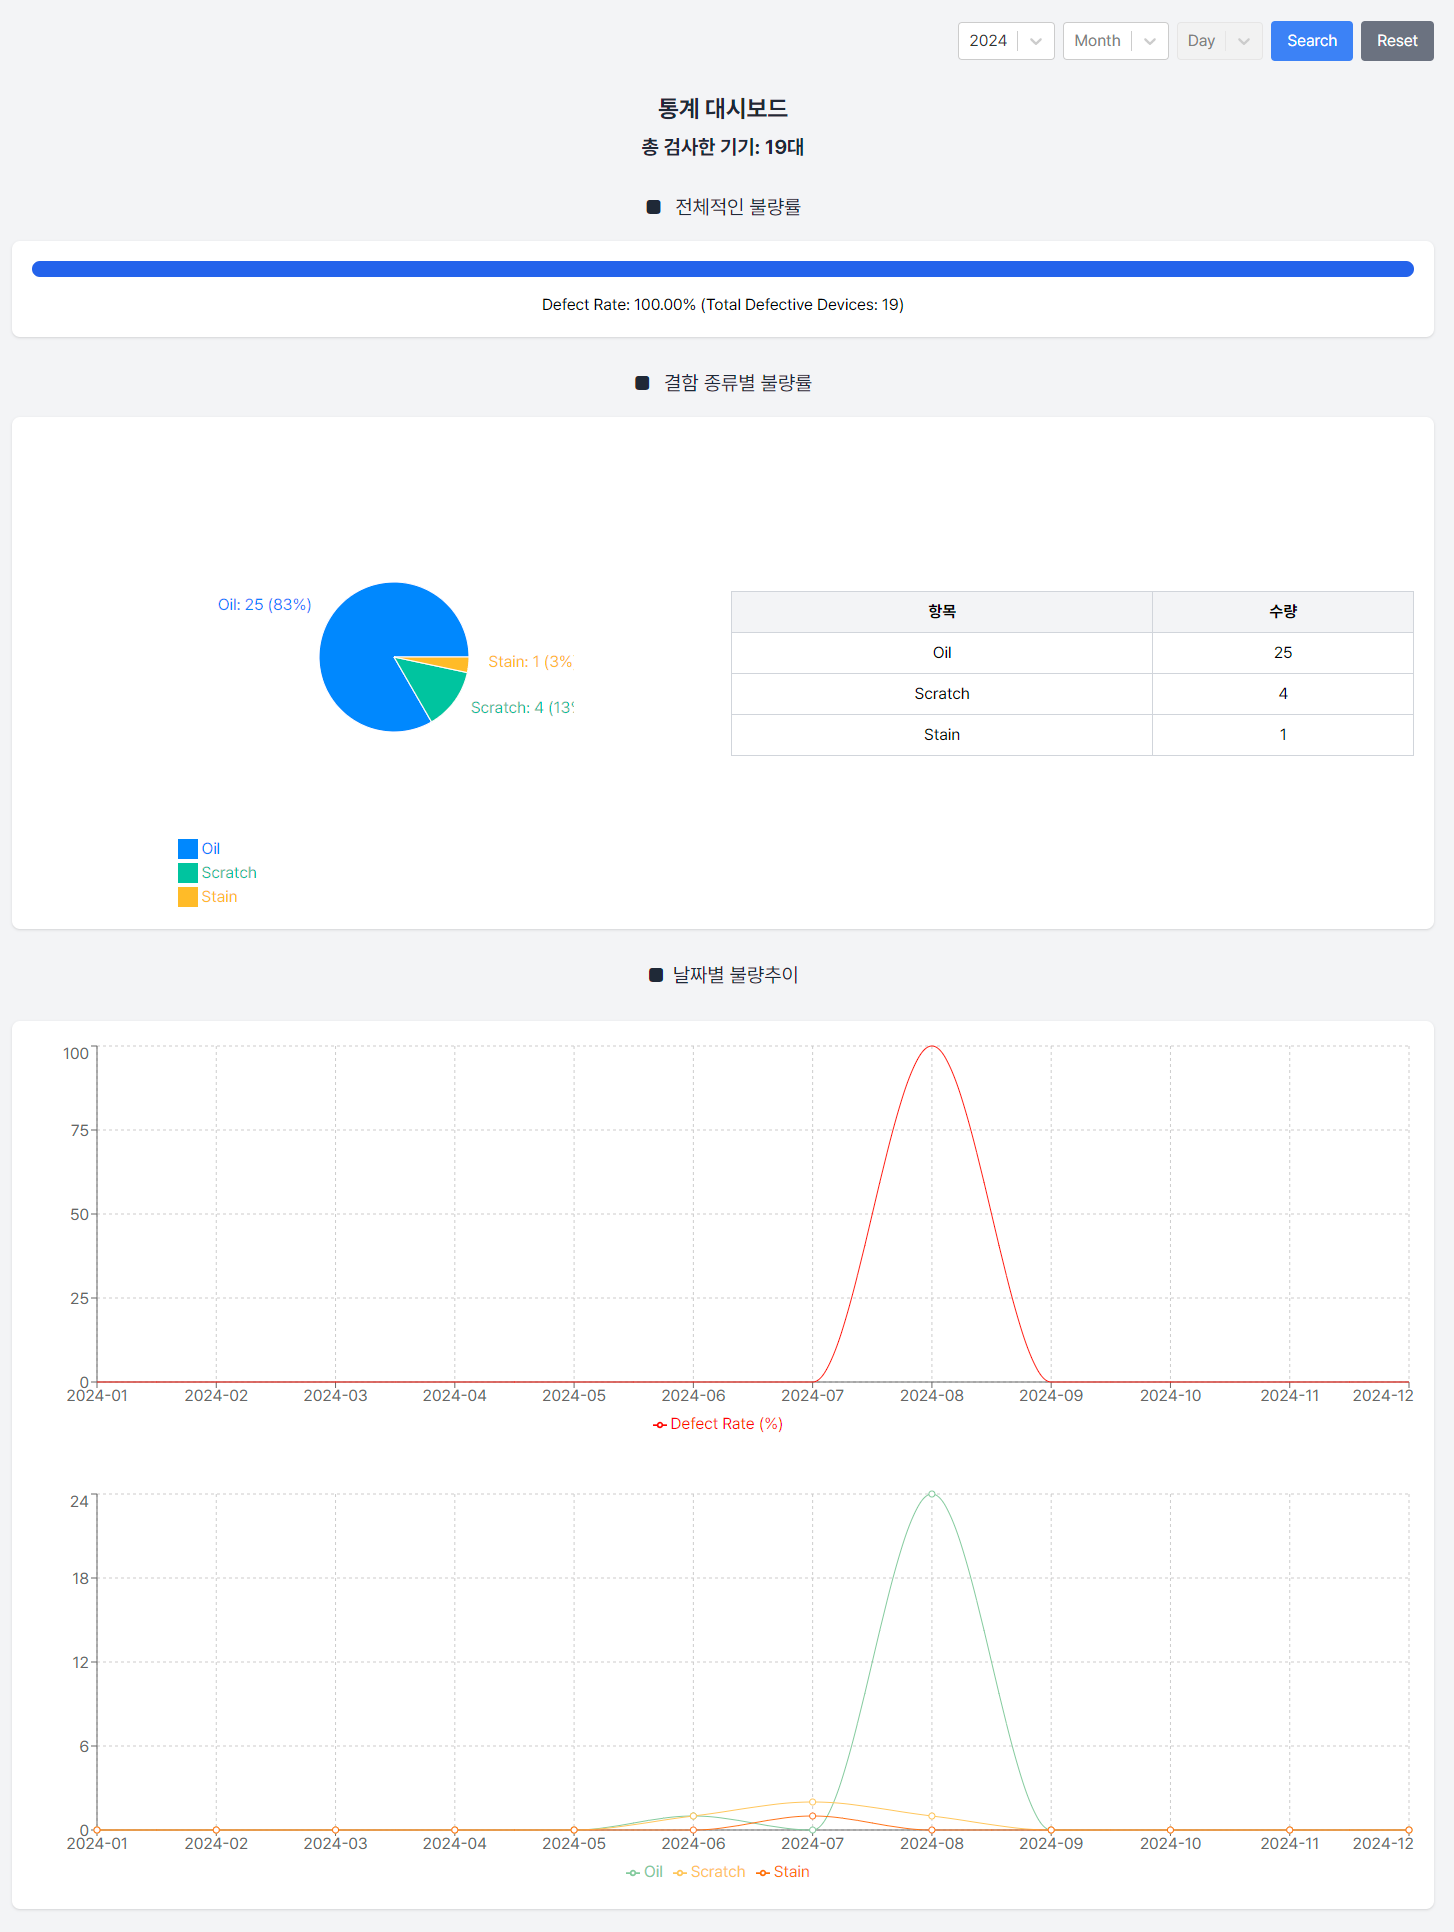 2024 Month Day Search Reset
통계 대시보드
총 검사한 기기: 19대
전체적인 불량률
Defect Rate: 100.00% (Total Defective Devices: 19)
결함 종류별 불량률
Oil: 25 (83%)
Stain: 1 (3%
Scratch: 4 (13
항목 수량
Oil 25
Scratch 4
Stain 1
Oil
Scratch
Stain
날짜별 불량추이
100
75
50
25
0
2024-01 2024-02 2024-03 2024-04 2024-05 2024-06 2024-07 2024-08 2024-09 2024-10 2024-11 2024-12
Defect Rate (%)
24
18
12
6
0
2024-01 2024-02 2024-03 2024-04 2024-05 2024-06 2024-07 2024-08 2024-09 2024-10 2024-11 2024-12
Oil Scratch Stain